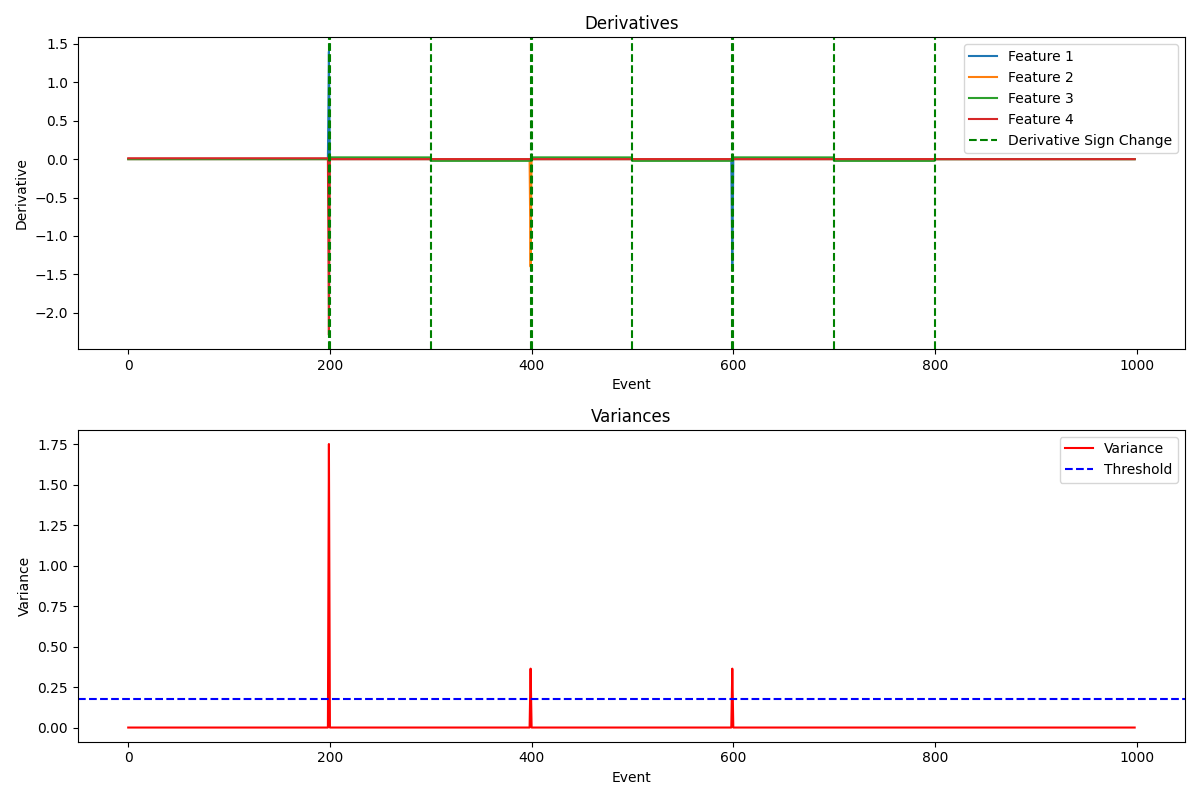 Derivatives
1.5
1.0
0.5
0.0
−0.5
−1.0
−1.5
−2.0
Derivative
Feature 1
Feature 2
Feature 3
Feature 4
Derivative Sign Change
0 200 400 600 800 1000
Event
Variances
1.75
1.50
1.25
1.00
0.75
0.50
0.25
0.00
Variance
Variance
Threshold
0 200 400 600 800 1000
Event